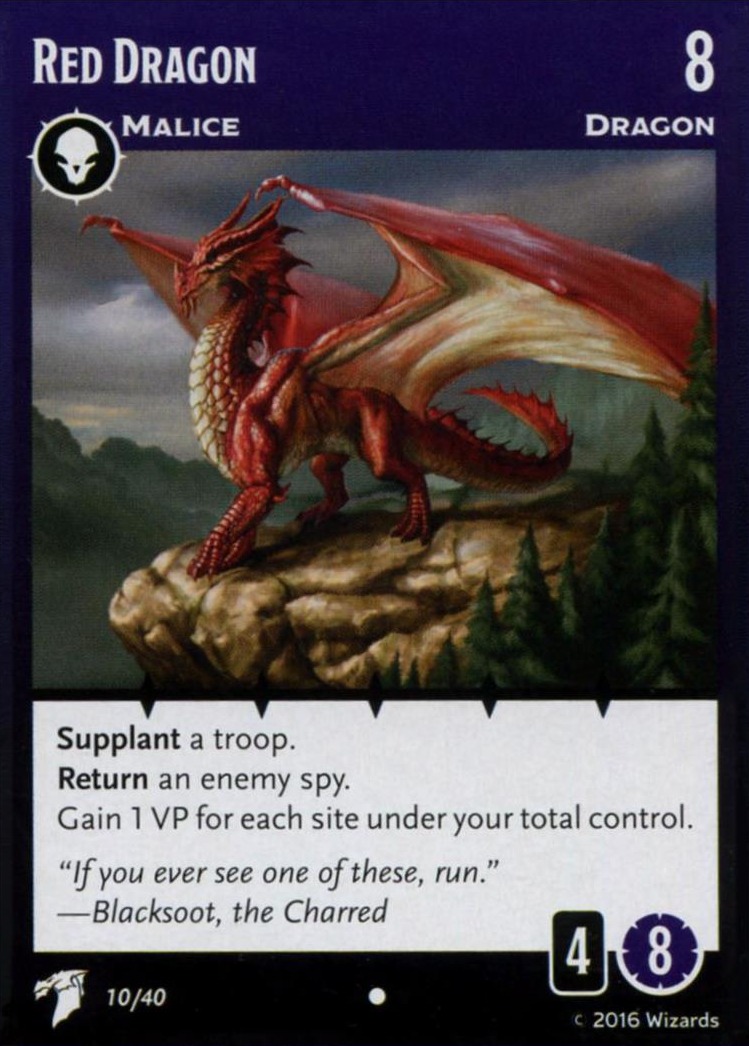 RED DRAGON 8
MALICE DRAGON
Supplant a troop.
Return an enemy spy.
Gain 1 VP for each site under your total control.
“If you ever see one of these, run.”
—Blacksoot, the Charred
4 8
10/40
© 2016 Wizards